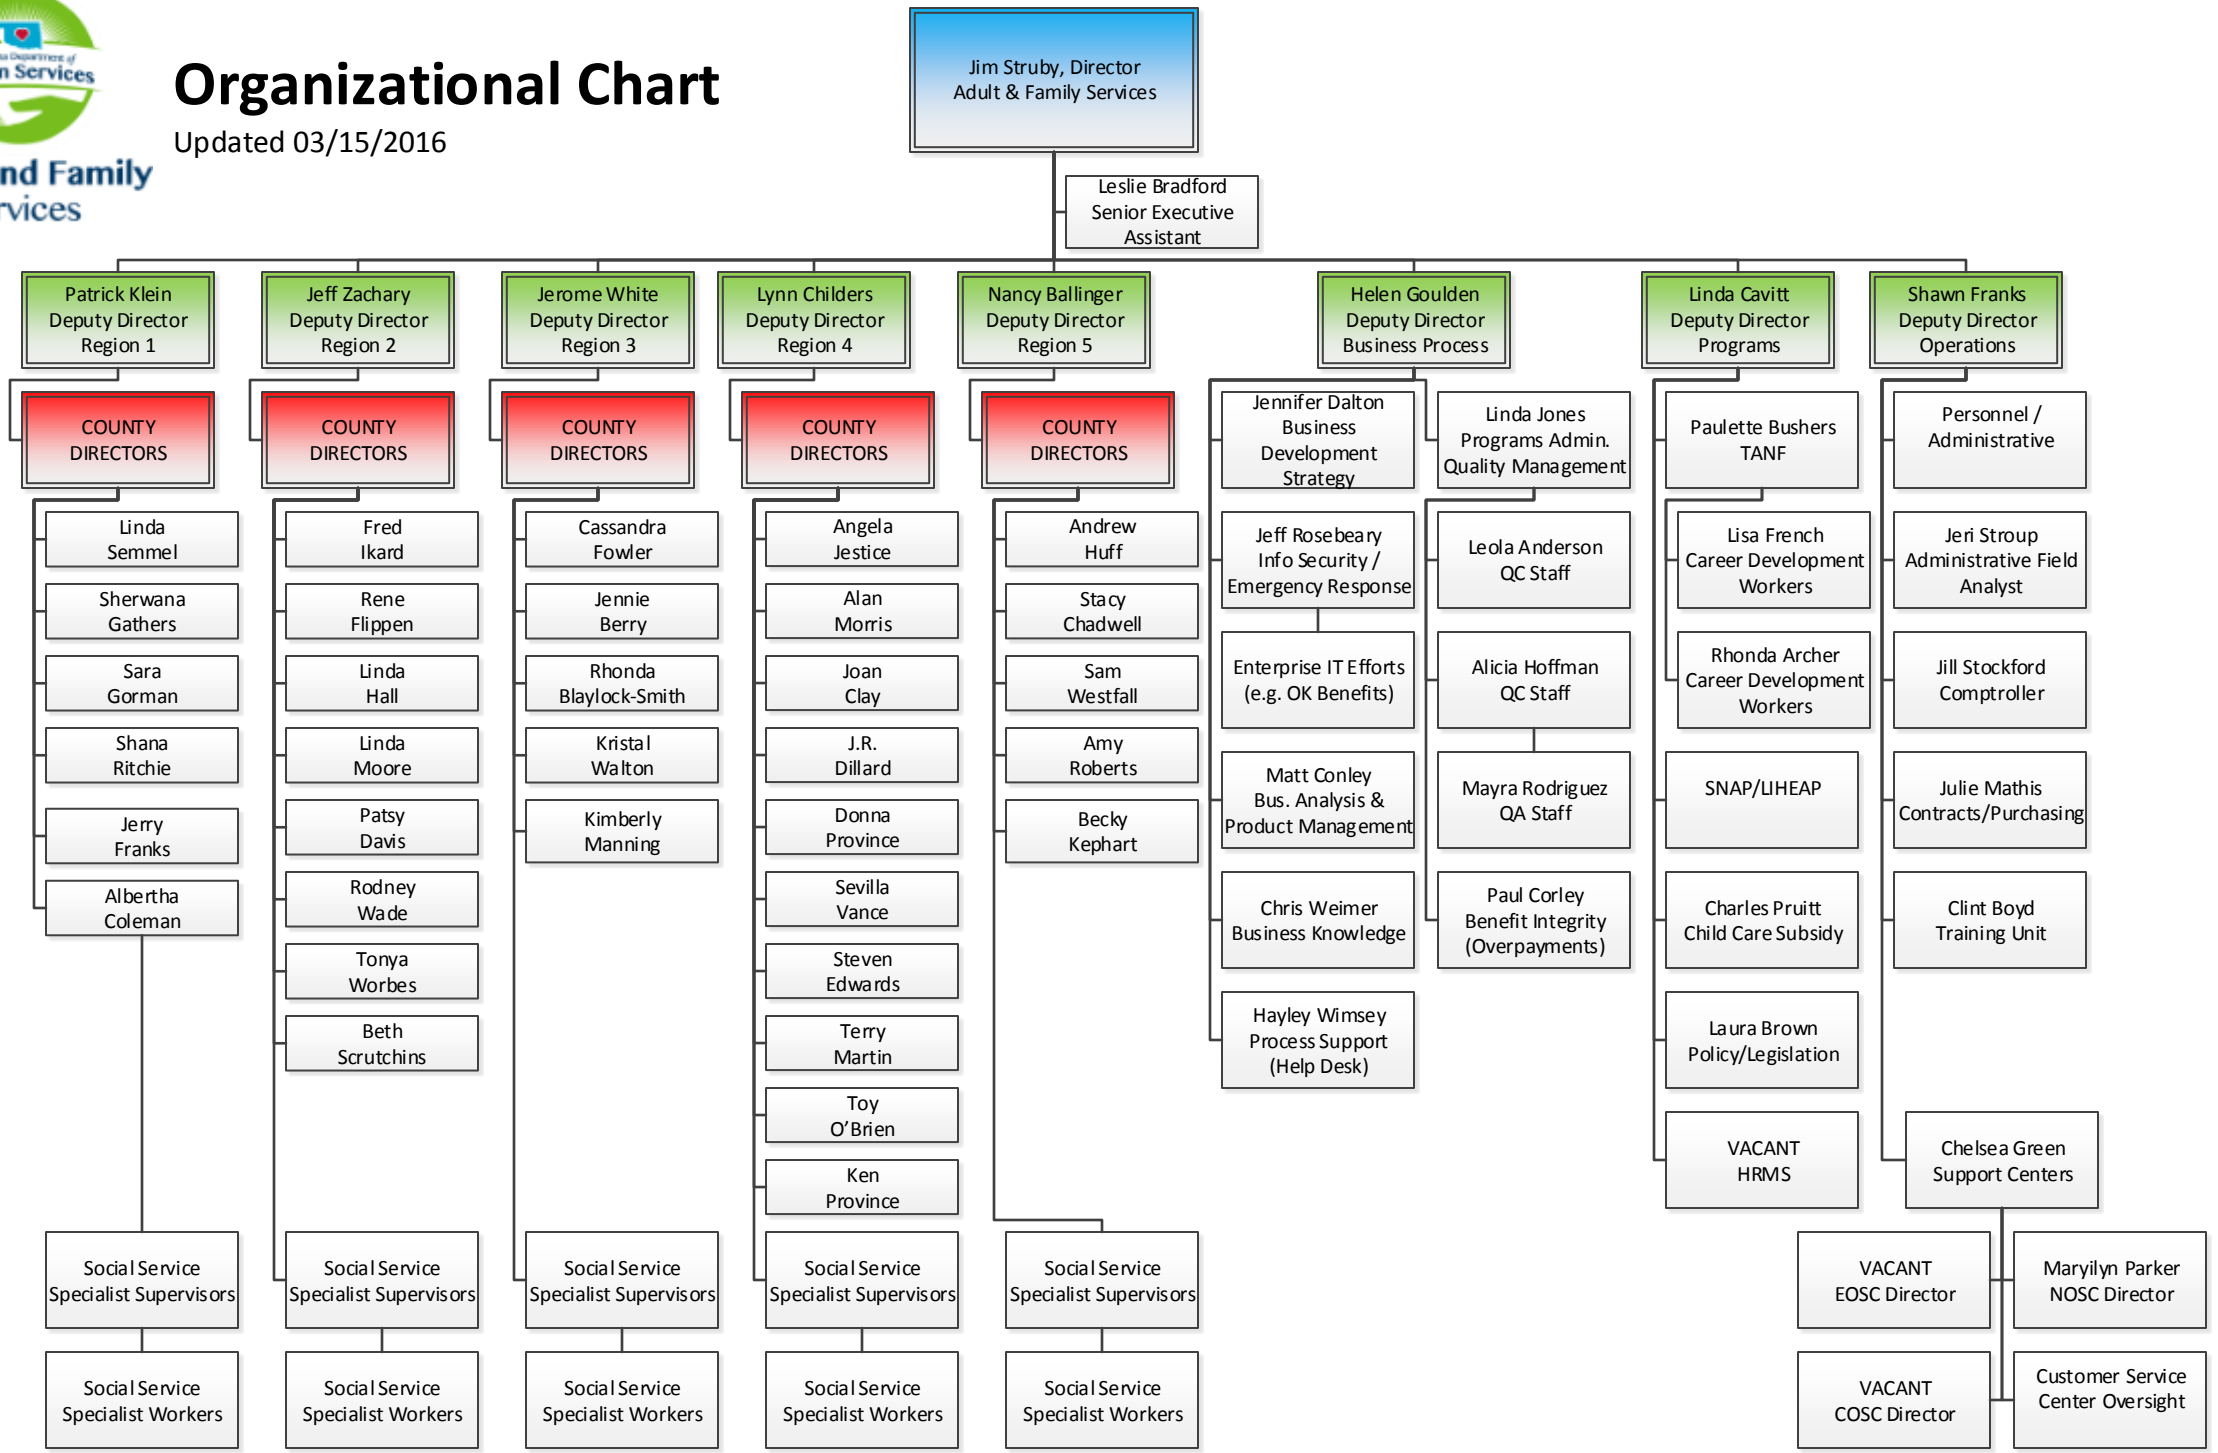 Services
nd Family
Organizational Chart
Updated 03/15/2016
Jim Struby, Director
Adult & Family Services
Leslie Bradford
Senior Executive
Assistant
Patrick Klein
Deputy Director
Region 1
Jeff Zachary
Deputy Director
Region 2
Jerome White
Deputy Director
Region 3
Lynn Childers
Deputy Director
Region 4
Nancy Ballinger
Deputy Director
Region 5
Helen Goulden
Deputy Director
Business Process
Linda Cavitt
Deputy Director
Programs
Shawn Franks
Deputy Director
Operations
COUNTY
DIRECTORS
Linda
Semmel
Sherwana
Gathers
Sara
Gorman
Shana
Ritchie
Jerry
Franks
Albertha
Coleman
Social Service
Specialist Supervisors
Social Service
Specialist Workers
COUNTY
DIRECTORS
Fred
Ikard
Rene
Flippen
Linda
Hall
Linda
Moore
Patsy
Davis
Rodney
Wade
Tonya
Worbes
Beth
Scrutchins
Social Service
Specialist Supervisors
Social Service
Specialist Workers
COUNTY
DIRECTORS
Cassandra
Fowler
Jennie
Berry
Rhonda
Blaylock-Smith
Kristal
Walton
Kimberly
Manning
Social Service
Specialist Supervisors
Social Service
Specialist Workers
COUNTY
DIRECTORS
Angela
Jestice
Alan
Morris
Joan
Clay
J.R.
Dillard
Donna
Province
Sevilla
Vance
Steven
Edwards
Terry
Martin
Toy
O’Brien
Ken
Province
Social Service
Specialist Supervisors
Social Service
Specialist Workers
COUNTY
DIRECTORS
Andrew
Huff
Stacy
Chadwell
Sam
Westfall
Amy
Roberts
Becky
Kephart
Social Service
Specialist Supervisors
Social Service
Specialist Workers
Jennifer Dalton
Business
Development
Strategy
Jeff Rosebeary
Info Security /
Emergency Response
Enterprise IT Efforts
(e.g. OK Benefits)
Matt Conley
Bus. Analysis &
Product Management
Chris Weimer
Business Knowledge
Hayley Wimsey
Process Support
(Help Desk)
Linda Jones
Programs Admin.
Quality Management
Leola Anderson
QC Staff
Alicia Hoffman
QC Staff
Mayra Rodriguez
QA Staff
Paul Corley
Benefit Integrity
(Overpayments)
Paulette Bushers
TANF
Lisa French
Career Development
Workers
Rhonda Archer
Career Development
Workers
SNAP/LIHEAP
Charles Pruitt
Child Care Subsidy
Laura Brown
Policy/Legislation
VACANT
HRMS
Personnel /
Administrative
Jeri Stroup
Administrative Field
Analyst
Jill Stockford
Comptroller
Julie Mathis
Contracts/Purchasing
Clint Boyd
Training Unit
Chelsea Green
Support Centers
VACANT
EOSC Director
Maryilyn Parker
NOSC Director
VACANT
COSC Director
Customer Service
Center Oversight